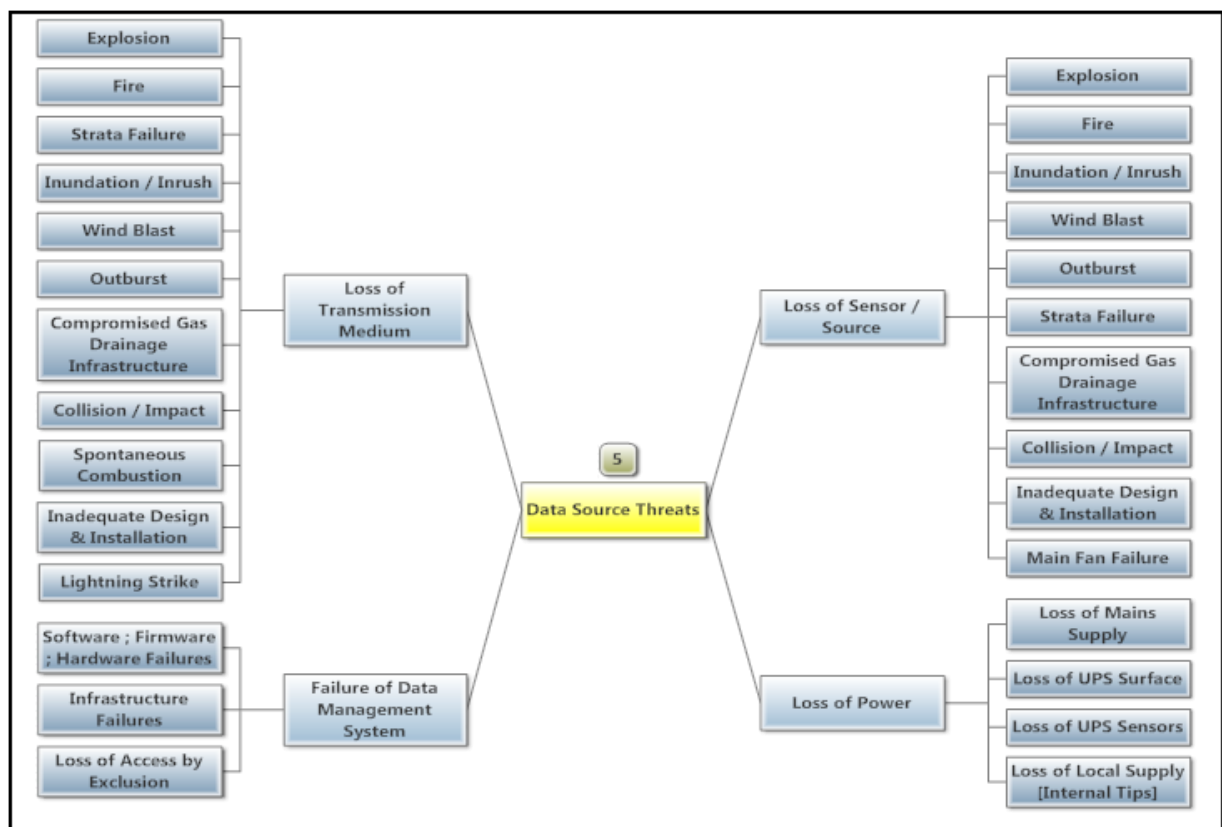 Explosion
Fire
Strata Failure
Inundation / Inrush
Wind Blast
Outburst
Compromised Gas
Drainage
Infrastructure
Collision / Impact
Spontaneous
Combustion
Inadequate Design
& Installation
Lightning Strike
Loss of
Transmission
Medium
Software ; Firmware
; Hardware Failures
Infrastructure
Failures
Loss of Access by
Exclusion
Failure of Data
Management
System
5
Data Source Threats
Loss of Sensor /
Source
Explosion
Fire
Inundation / Inrush
Wind Blast
Outburst
Strata Failure
Compromised Gas
Drainage
Infrastructure
Collision / Impact
Inadequate Design
& Installation
Main Fan Failure
Loss of Power
Loss of Mains
Supply
Loss of UPS Surface
Loss of UPS Sensors
Loss of Local Supply
[Internal Tips]